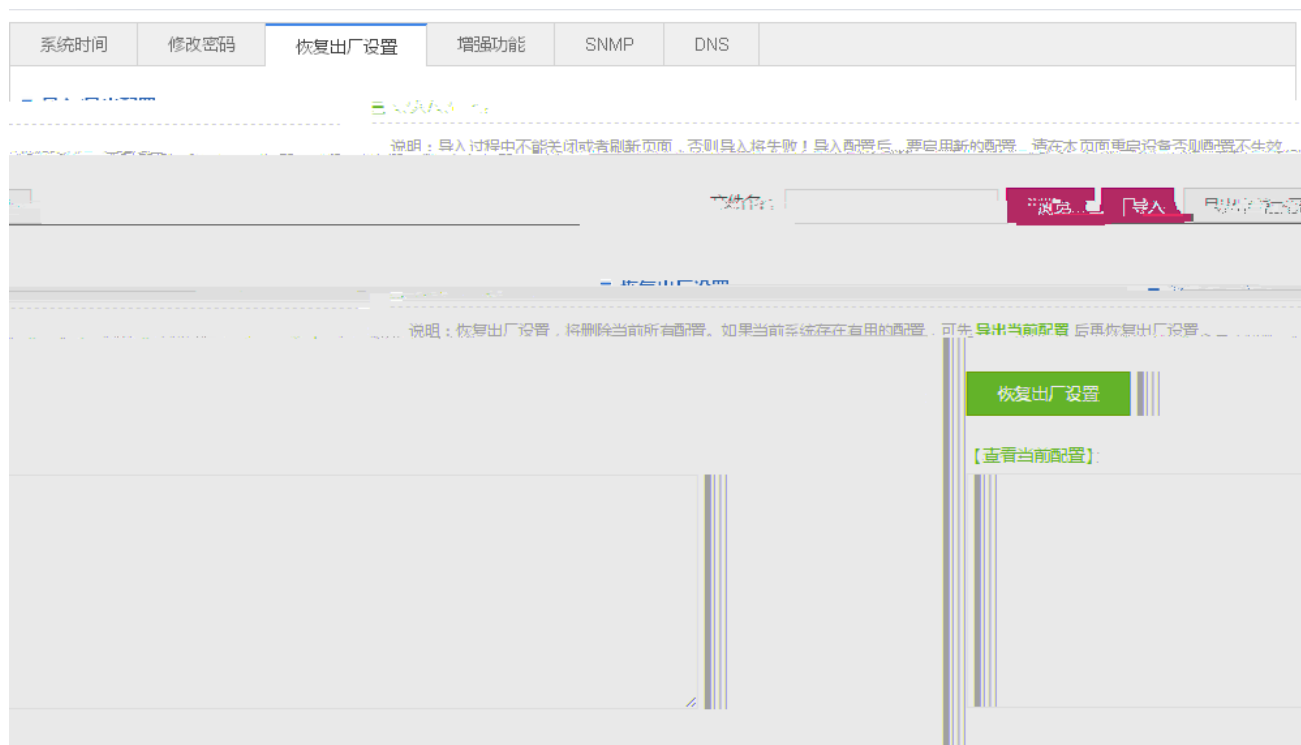 系统时间 修改密码 恢复出厂设置 增强功能 SNMP DNS
说明：导入过程中不能关闭或者刷新页面，否则导入将失败！导入配置后，要启用新的配置，请在本页面重启设备否则配置不生效
导入
恢复出厂设置
说明：恢复出厂设置，将删除当前所有配置。如果当前系统存在有用的配置，可先 导出当前配置 后再恢复出厂设置
恢复出厂设置
【查看当前配置】